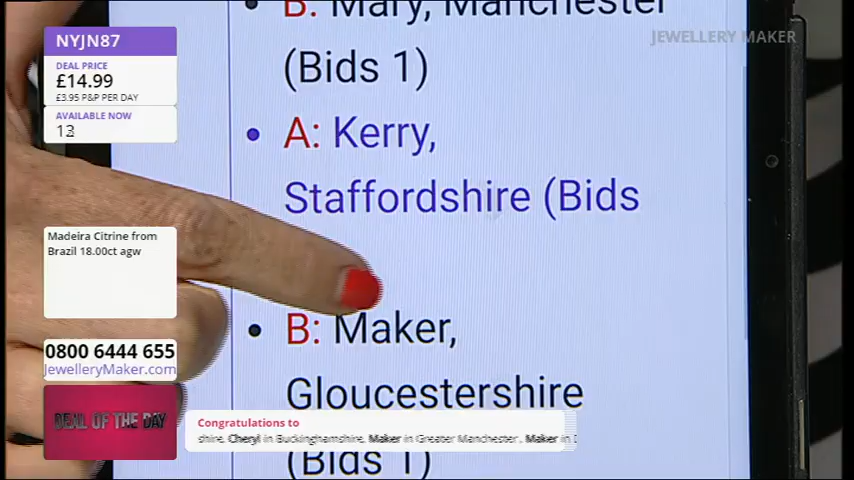 NYJN87
DEAL PRICE
£14.99
£3.95 P&P PER DAY
AVAILABLE NOW
Madeira Citrine from
Brazil 18.00ct agw
0800 6444 655
JewelleryMaker.com
DEAL OF THE DAY
JEWELLERY MAKER
B: Mary, Manchester
(Bids 1)
A: Kerry,
Staffordshire (Bids
B: Maker,
Gloucestershire
(Bids 1)
Congratulations to
shire, Cheryl in Buckinghamshire, Maker in Greater Manchester, Maker in